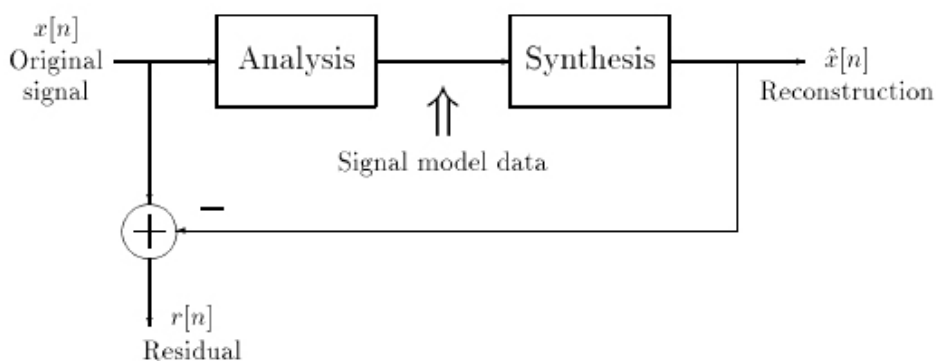 x[n]
Original
signal
Analysis
Synthesis
x̂[n]
Reconstruction
Signal model data
+
−
r[n]
Residual